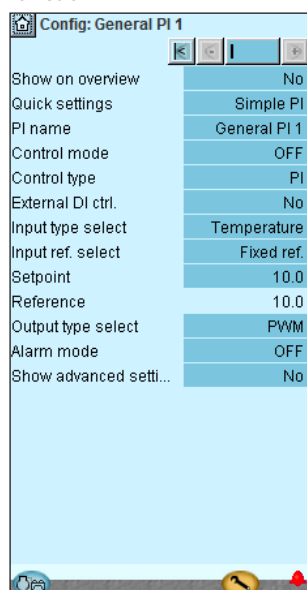 Config: General PI 1
Show on overview No
Quick settings Simple PI
PI name General PI 1
Control mode OFF
Control type PI
External DI ctrl. No
Input type select Temperature
Input ref. select Fixed ref.
Setpoint 10.0
Reference 10.0
Output type select PWM
Alarm mode OFF
Show advanced setti... No